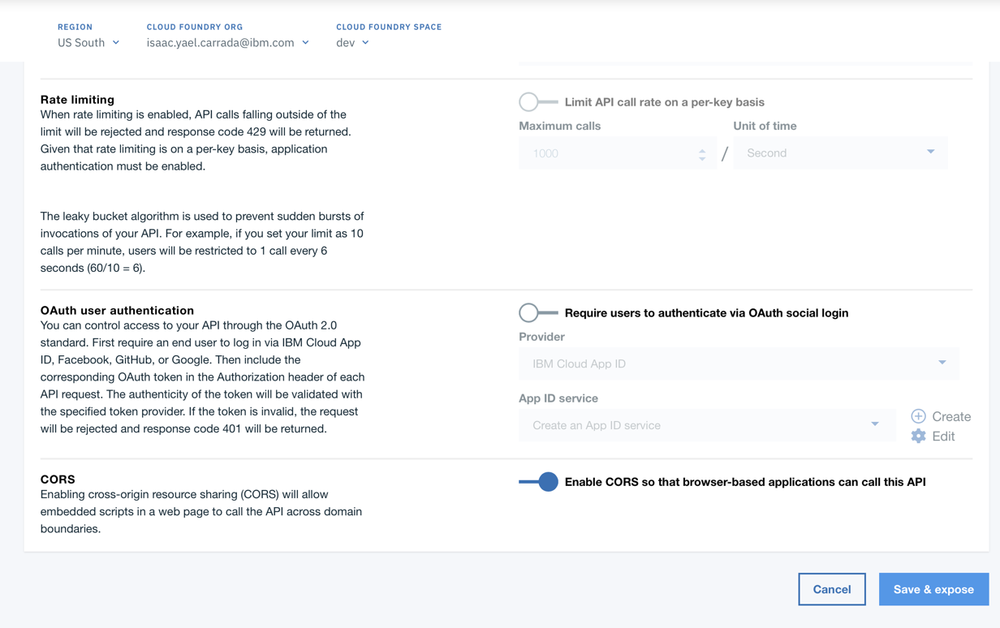 REGION CLOUD FOUNDRY ORG CLOUD FOUNDRY SPACE
US South isaac.yael.carrada@ibm.com dev
Rate limiting
When rate limiting is enabled, API calls falling outside of the
limit will be rejected and response code 429 will be returned.
Given that rate limiting is on a per-key basis, application
authentication must be enabled.
The leaky bucket algorithm is used to prevent sudden bursts of
invocations of your API. For example, if you set your limit as 10
calls per minute, users will be restricted to 1 call every 6
seconds (60/10 = 6).
Limit API call rate on a per-key basis
Maximum calls Unit of time
1000 / Second
OAuth user authentication
You can control access to your API through the OAuth 2.0
standard. First require an end user to log in via IBM Cloud App
ID, Facebook, GitHub, or Google. Then include the
corresponding OAuth token in the Authorization header of each
API request. The authenticity of the token will be validated with
the specified token provider. If the token is invalid, the request
will be rejected and response code 401 will be returned.
Require users to authenticate via OAuth social login
Provider
IBM Cloud App ID
App ID service
Create an App ID service
Create
Edit
CORS
Enabling cross-origin resource sharing (CORS) will allow
embedded scripts in a web page to call the API across domain
boundaries.
Enable CORS so that browser-based applications can call this API
Cancel Save & expose